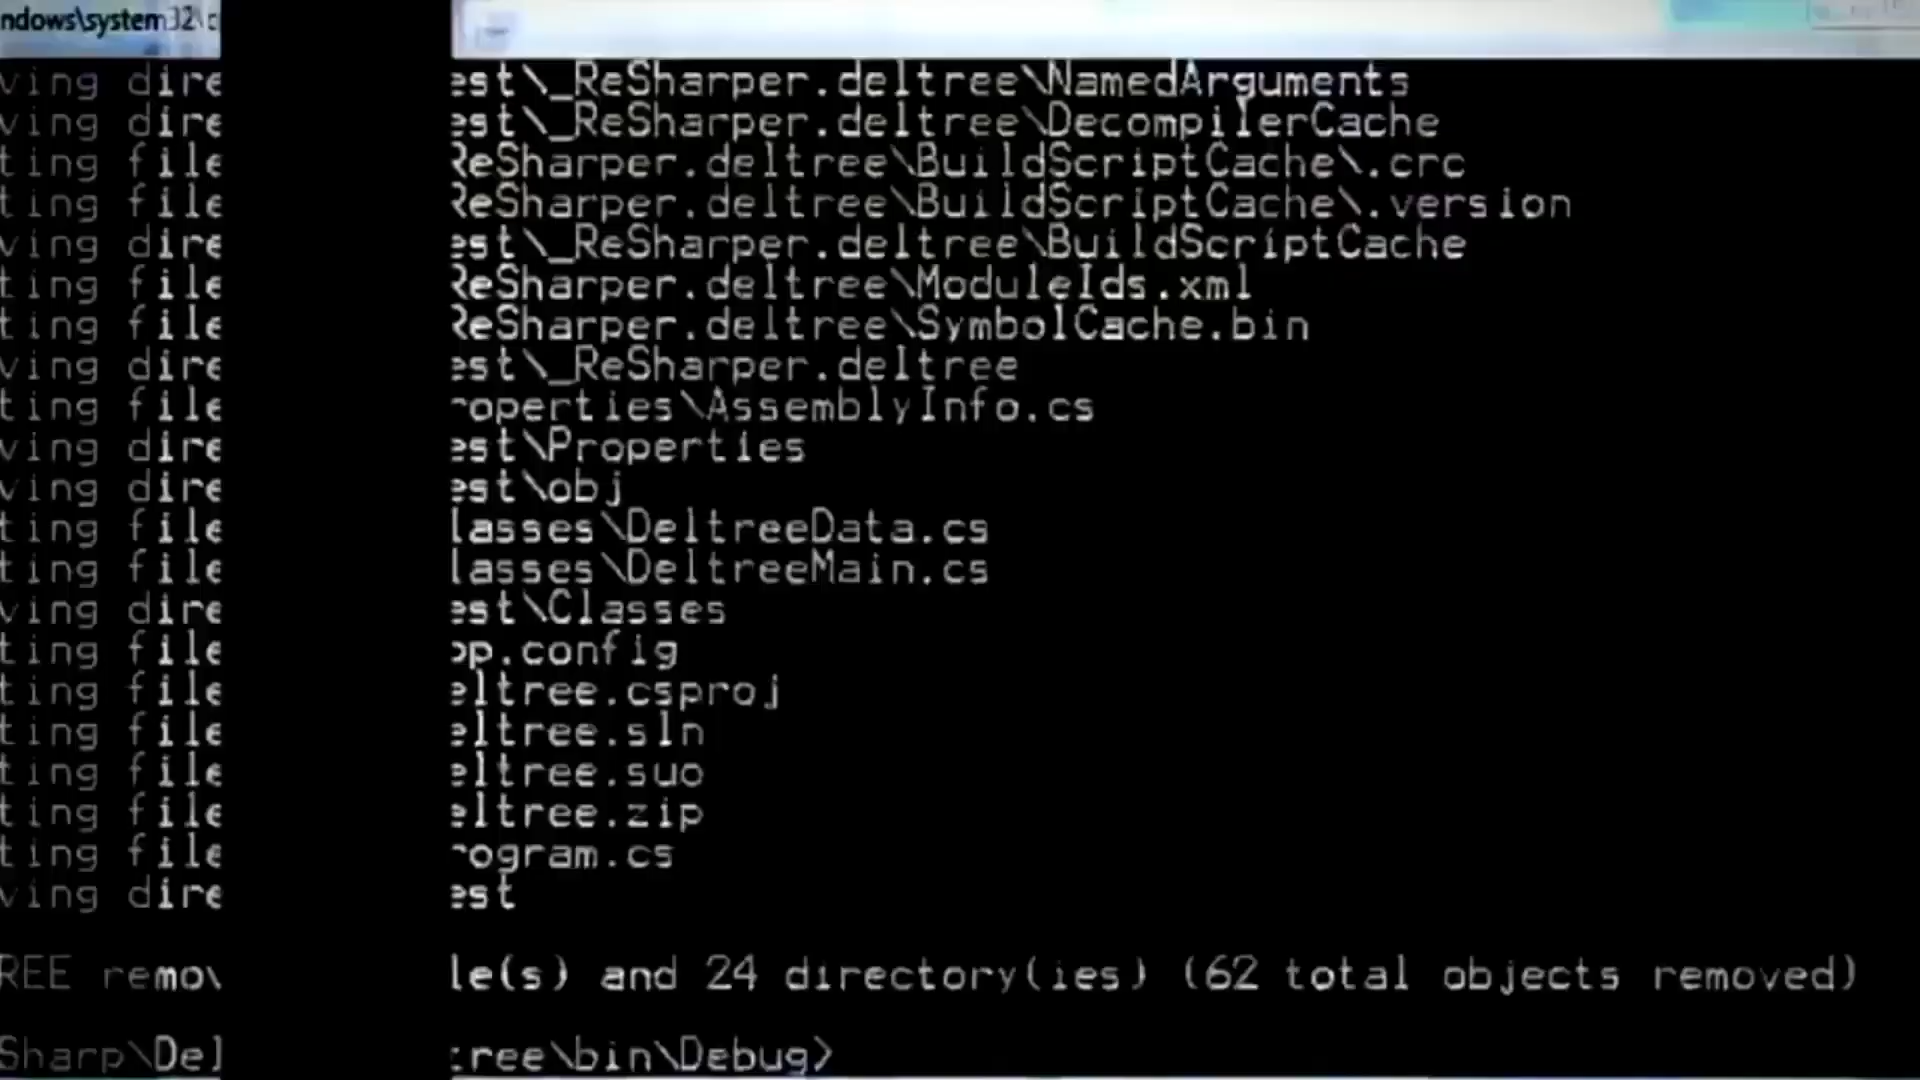 ndows\system32\c
ving dire est\_ReSharper.deltree\NamedArguments
ving dire est\_ReSharper.deltree\DecompilerCache
ting file ReSharper.deltree\BuildScriptCache\.crc
ting file ReSharper.deltree\BuildScriptCache\.version
ving dire est\_ReSharper.deltree\BuildScriptCache
ting file ReSharper.deltree\ModuleIds.xml
ting file ReSharper.deltree\SymbolCache.bin
ving dire est\_ReSharper.deltree
ting file roperties\AssemblyInfo.cs
ving dire est\Properties
ving dire est\obj
ting file lasses\DeltreeData.cs
ting file lasses\DeltreeMain.cs
ving dire est\Classes
ting file pp.config
ting file eltree.csproj
ting file eltree.sln
ting file eltree.suo
ting file eltree.zip
ting file rogram.cs
ving dire est
REE remov le(s) and 24 directory(ies) (62 total objects removed)
Sharp\Del tree\bin\Debug>